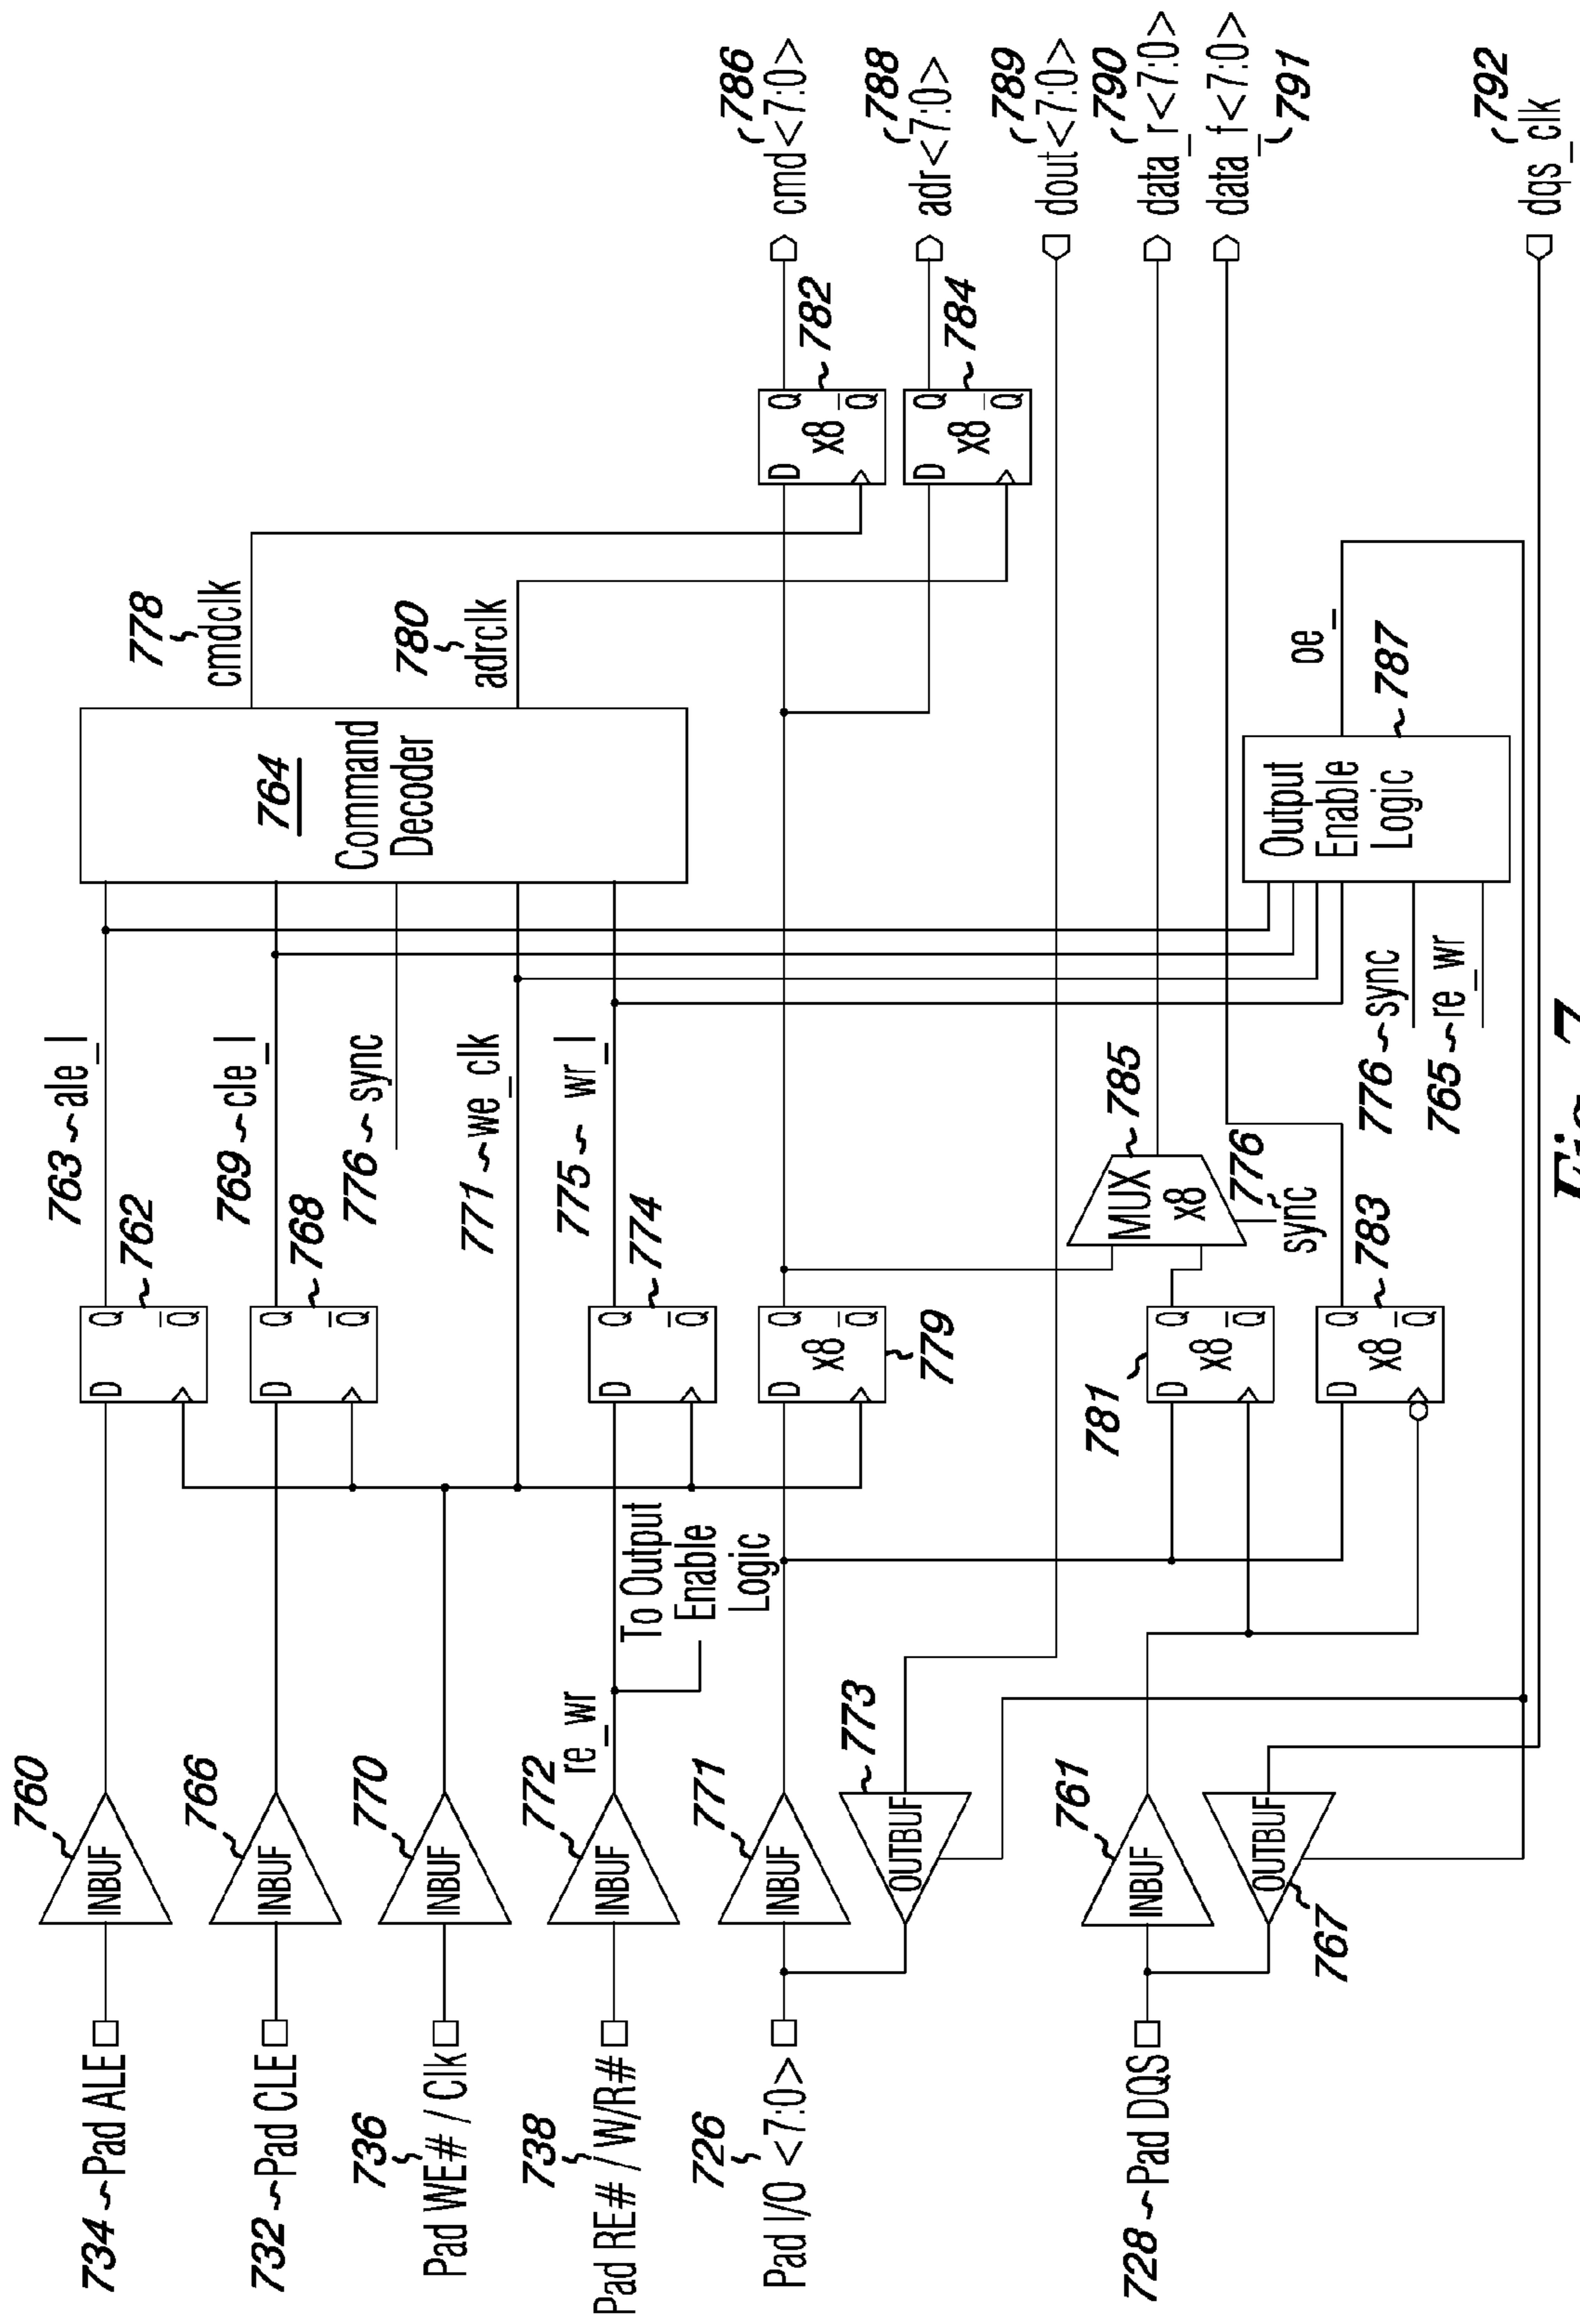 760
734 Pad ALE
INBUF
762
D
Q
Q
763 ale_l
778
cmdclk
766
732 Pad CLE
INBUF
768
D
Q
Q
769 cle_l
764
Command
Decoder
776 sync
780
adrclk
770
736
Pad WE# / Clk
INBUF
771 we_clk
772
738
Pad RE# / W/R#
INBUF
re_wr
To Output
Enable
Logic
774
D
Q
Q
775 wr_l
771
726
Pad I/O <7:0>
INBUF
D
Q
x8
Q
779
D
Q
x8
Q
782
786
cmd<7:0>
773
OUTBUF
D
Q
x8
Q
784
788
adr<7:0>
789
dout<7:0>
761
728 Pad DQS
INBUF
781
D
Q
x8
Q
MUX
x8
785
776
sync
790
data_r<7:0>
data_f<7:0>
791
OUTBUF
767
783
D
Q
x8
Q
776 sync
765 re_wr
Output
Enable
Logic
787
oe_
792
dqs_clk
Fig. 7